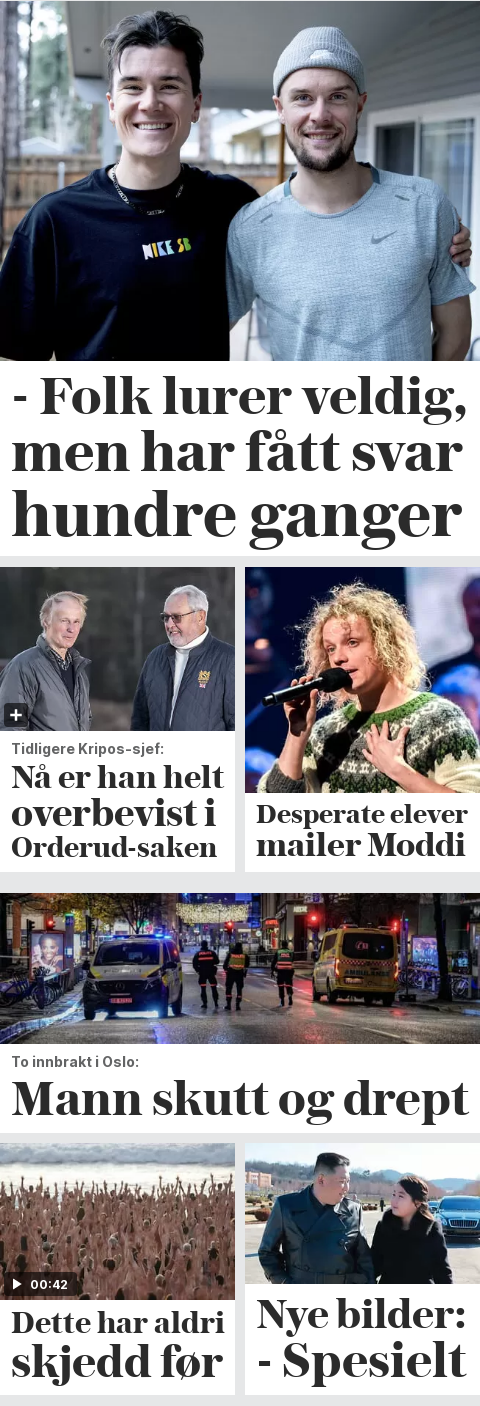 NIKE SB
- Folk lurer veldig,
men har fått svar
hundre ganger
Tidligere Kripos-sjef:
Nå er han helt
overbevist i
Orderud-saken
Desperate elever
mailer Moddi
To innbrakt i Oslo:
Mann skutt og drept
00:42
Dette har aldri
skjedd før
Nye bilder:
- Spesielt